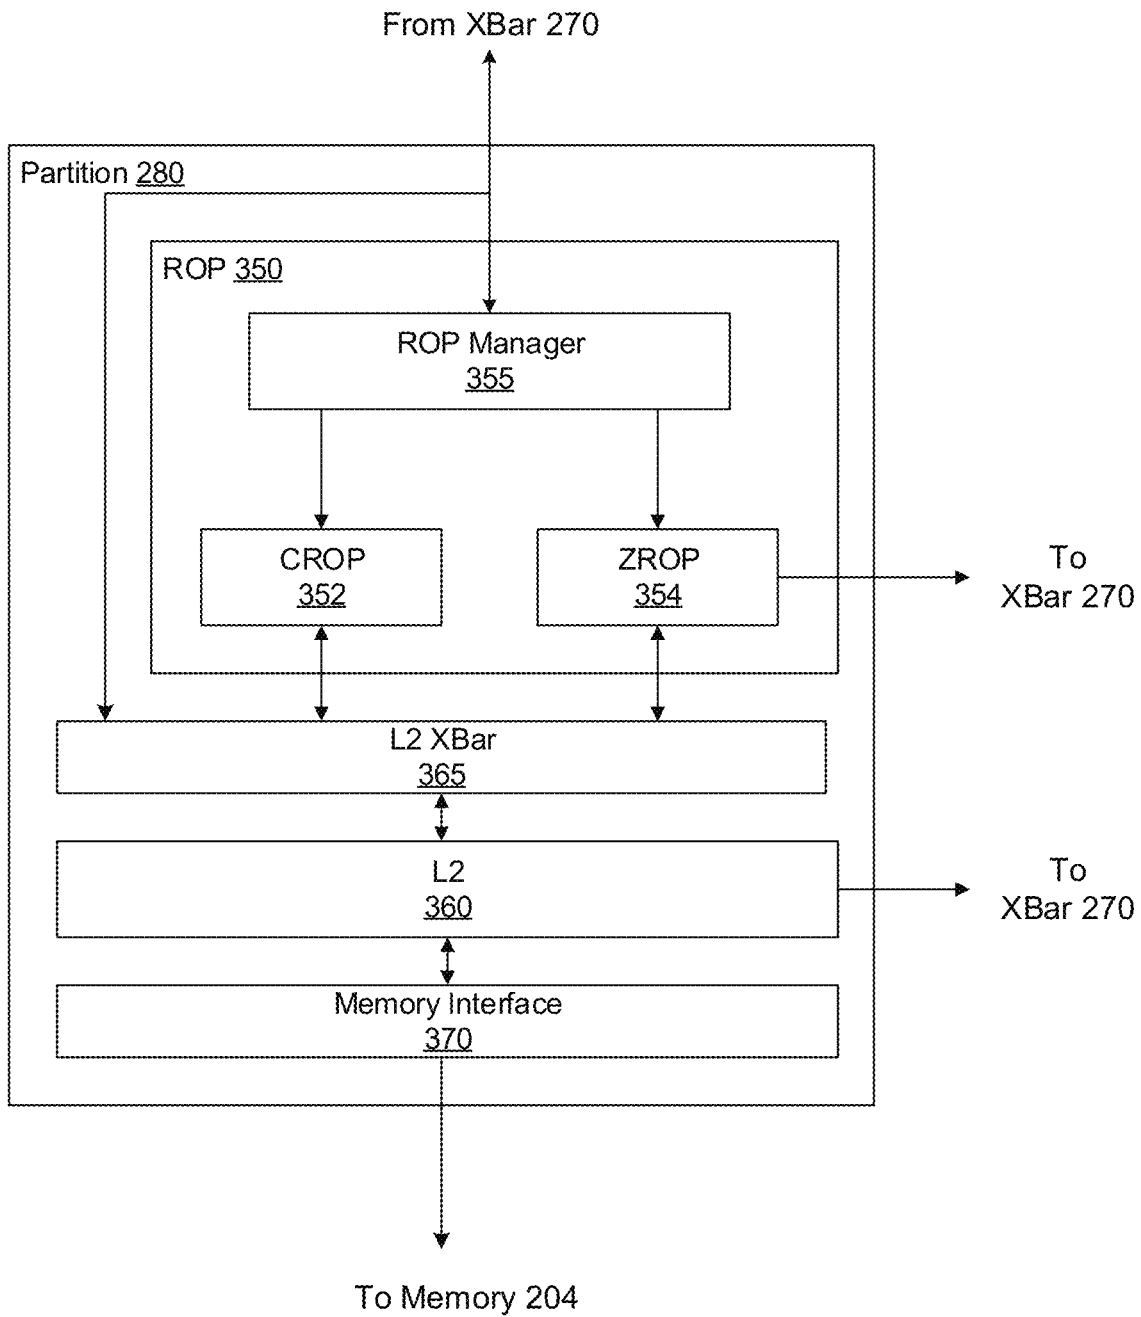 From XBar 270
Partition 280
ROP 350
ROP Manager
355
CROP
352
ZROP
354
To
XBar 270
L2 XBar
365
L2
360
To
XBar 270
Memory Interface
370
To Memory 204